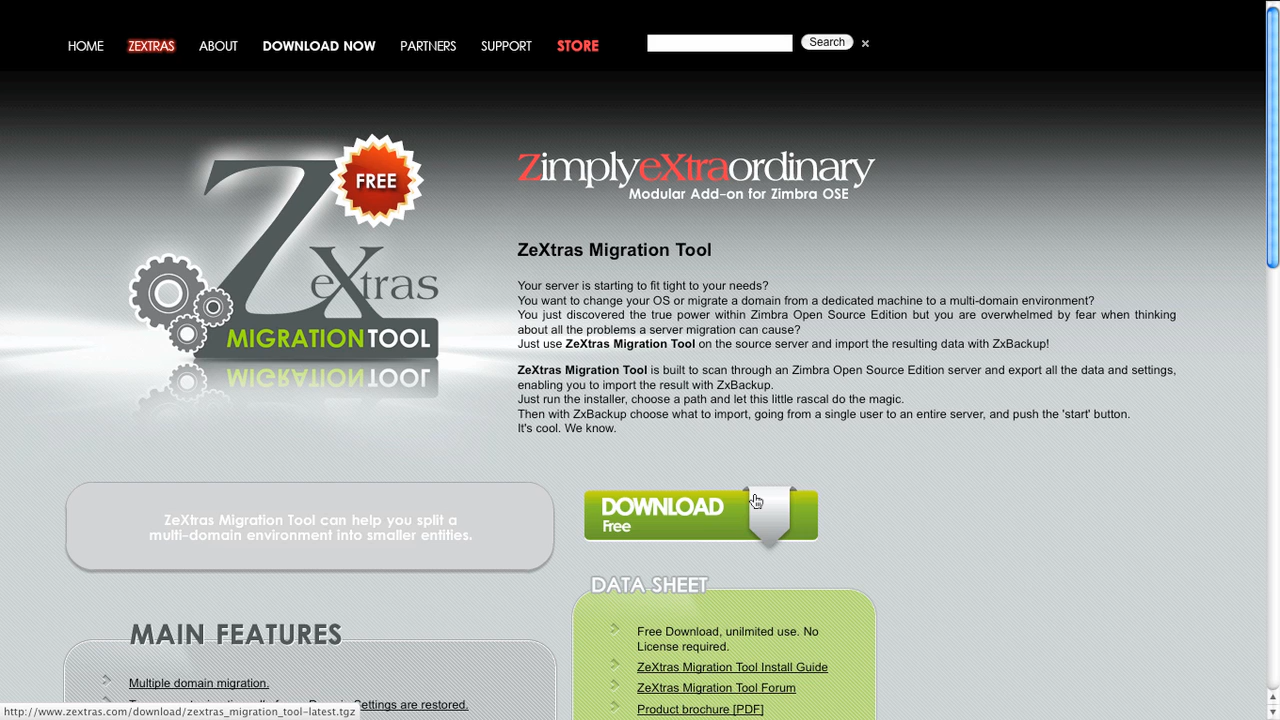 HOME ZEXTRAS ABOUT DOWNLOAD NOW PARTNERS SUPPORT STORE Search
FREE
ZeXtras
MIGRATIONTOOL
ZimplyeXtraordinary
Modular Add-on for Zimbra OSE
ZeXtras Migration Tool
Your server is starting to fit tight to your needs?
You want to change your OS or migrate a domain from a dedicated machine to a multi-domain environment?
You just discovered the true power within Zimbra Open Source Edition but you are overwhelmed by fear when thinking
about all the problems a server migration can cause?
Just use ZeXtras Migration Tool on the source server and import the resulting data with ZxBackup!
ZeXtras Migration Tool is built to scan through an Zimbra Open Source Edition server and export all the data and settings,
enabling you to import the result with ZxBackup.
Just run the installer, choose a path and let this little rascal do the magic.
Then with ZxBackup choose what to import, going from a single user to an entire server, and push the 'start' button.
It's cool. We know.
ZeXtras Migration Tool can help you split a
multi-domain environment into smaller entities.
DOWNLOAD
Free
DATA SHEET
Free Download, unilmited use. No
License required.
ZeXtras Migration Tool Install Guide
ZeXtras Migration Tool Forum
Product brochure [PDF]
MAIN FEATURES
Multiple domain migration.
Settings are restored.
http://www.zextras.com/download/zextras_migration_tool-latest.tgz